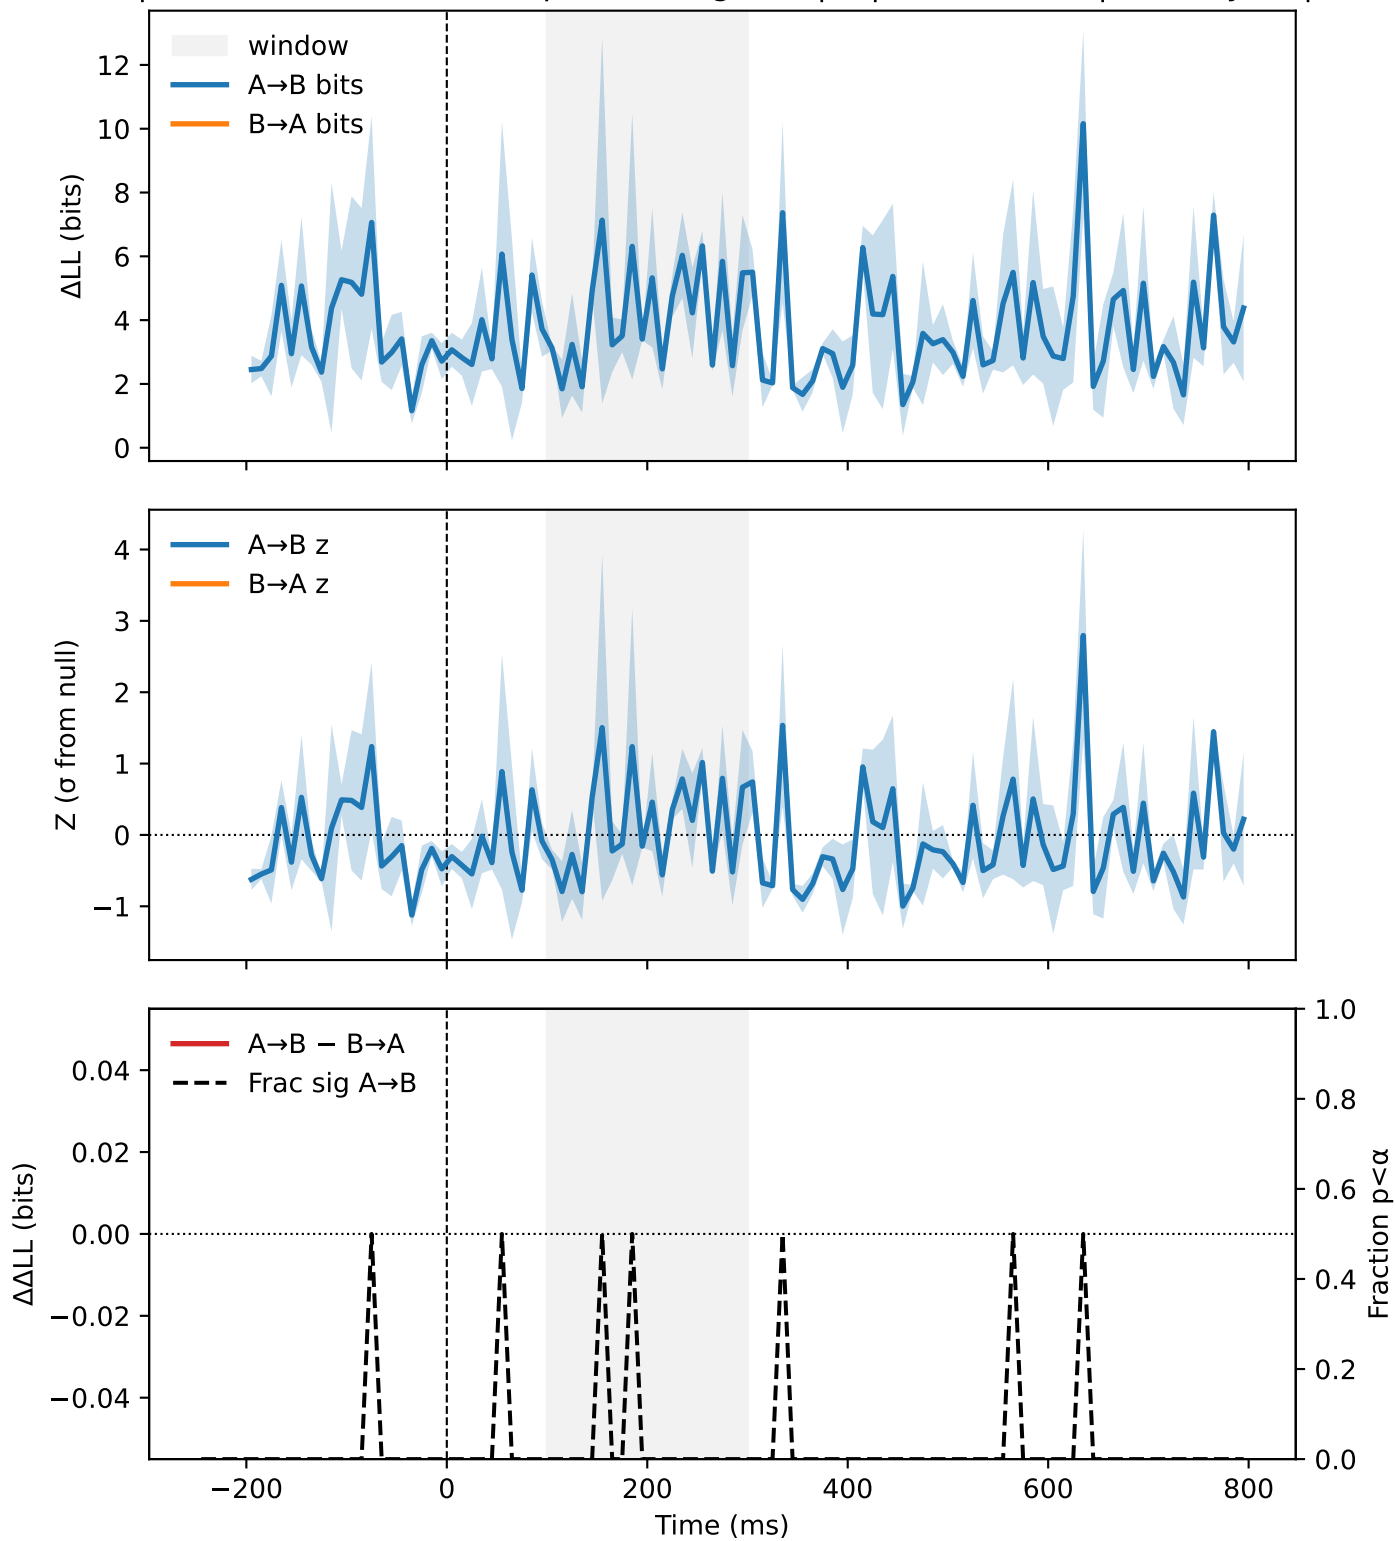 window
A→B bits
B→A bits
ΔLL (bits)
12
10
8
6
4
2
0
A→B z
B→A z
Z (σ from null)
4
3
2
1
0
−1
A→B − B→A
Frac sig A→B
ΔΔLL (bits)
0.04
0.02
0.00
−0.02
−0.04
1.0
0.8
0.6
0.4
0.2
0.0
Fraction p<α
−200
0
200
400
600
800
Time (ms)